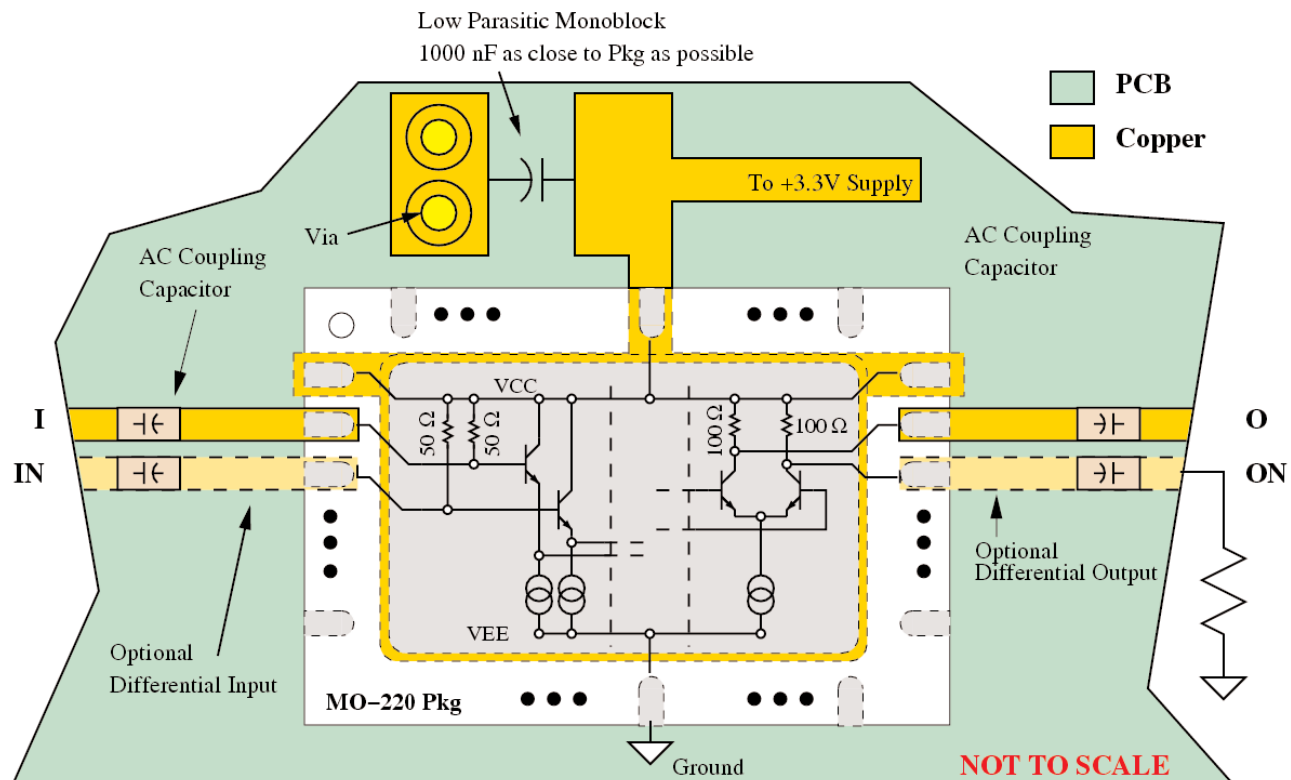 Low Parasitic Monoblock
1000 nF as close to Pkg as possible
PCB
Copper
To +3.3V Supply
Via
AC Coupling
Capacitor
AC Coupling
Capacitor
VCC
50 Ω
50 Ω
100 Ω
100 Ω
I
O
IN
ON
Optional
Differential Output
VEE
Optional
Differential Input
MO−220 Pkg
Ground
NOT TO SCALE